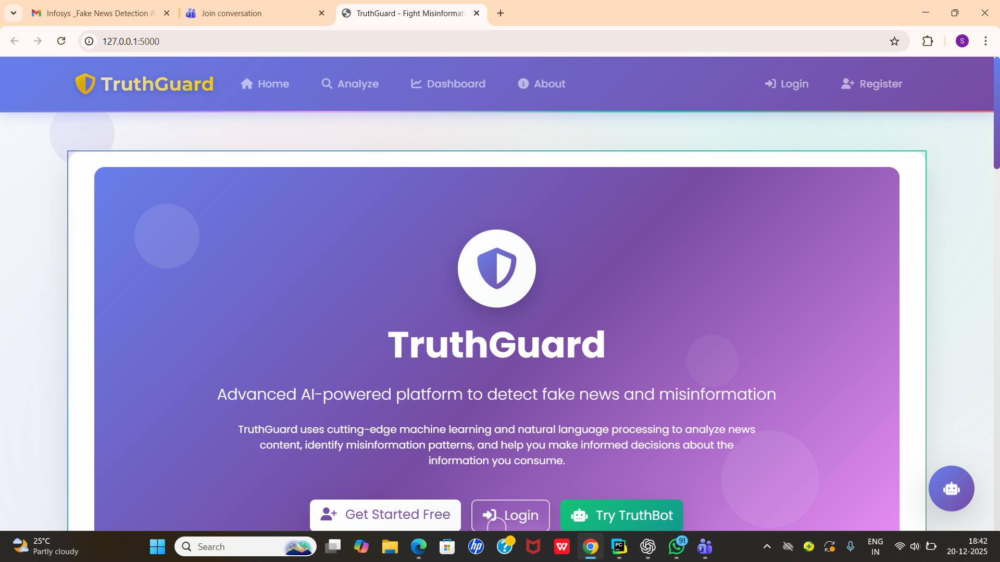 Infosys _Fake News Detection &
Join conversation
TruthGuard - Fight Misinformati
127.0.0.1:5000
S
TruthGuard
Home
Analyze
Dashboard
About
Login
Register
TruthGuard
Advanced AI-powered platform to detect fake news and misinformation
TruthGuard uses cutting-edge machine learning and natural language processing to analyze news
content, identify misinformation patterns, and help you make informed decisions about the
information you consume.
Get Started Free
Login
Try TruthBot
25°C
Partly cloudy
Search
hp
?
W
PC
91
T
ENG
IN
18:42
20-12-2025